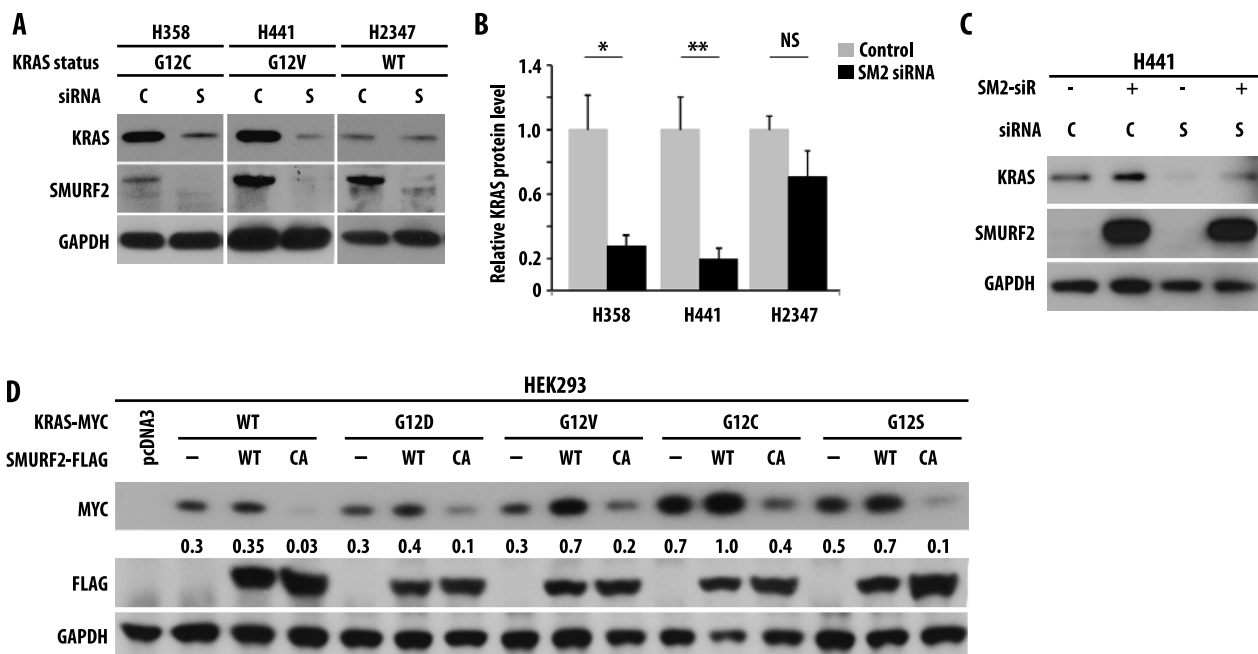 A
H358 H441 H2347
KRAS status G12C G12V WT
siRNA C S C S C S
KRAS
SMURF2
GAPDH
B
* ** NS
Control
SM2 siRNA
Relative KRAS protein level
1.4
1.0
0.6
0.2
0
H358 H441 H2347
C
H441
SM2-siR - + - +
siRNA C C S S
KRAS
SMURF2
GAPDH
D
HEK293
KRAS-MYC WT G12D G12V G12C G12S
pcDNA3
SMURF2-FLAG – WT CA – WT CA – WT CA – WT CA – WT CA
MYC
0.3 0.35 0.03 0.3 0.4 0.1 0.3 0.7 0.2 0.7 1.0 0.4 0.5 0.7 0.1
FLAG
GAPDH